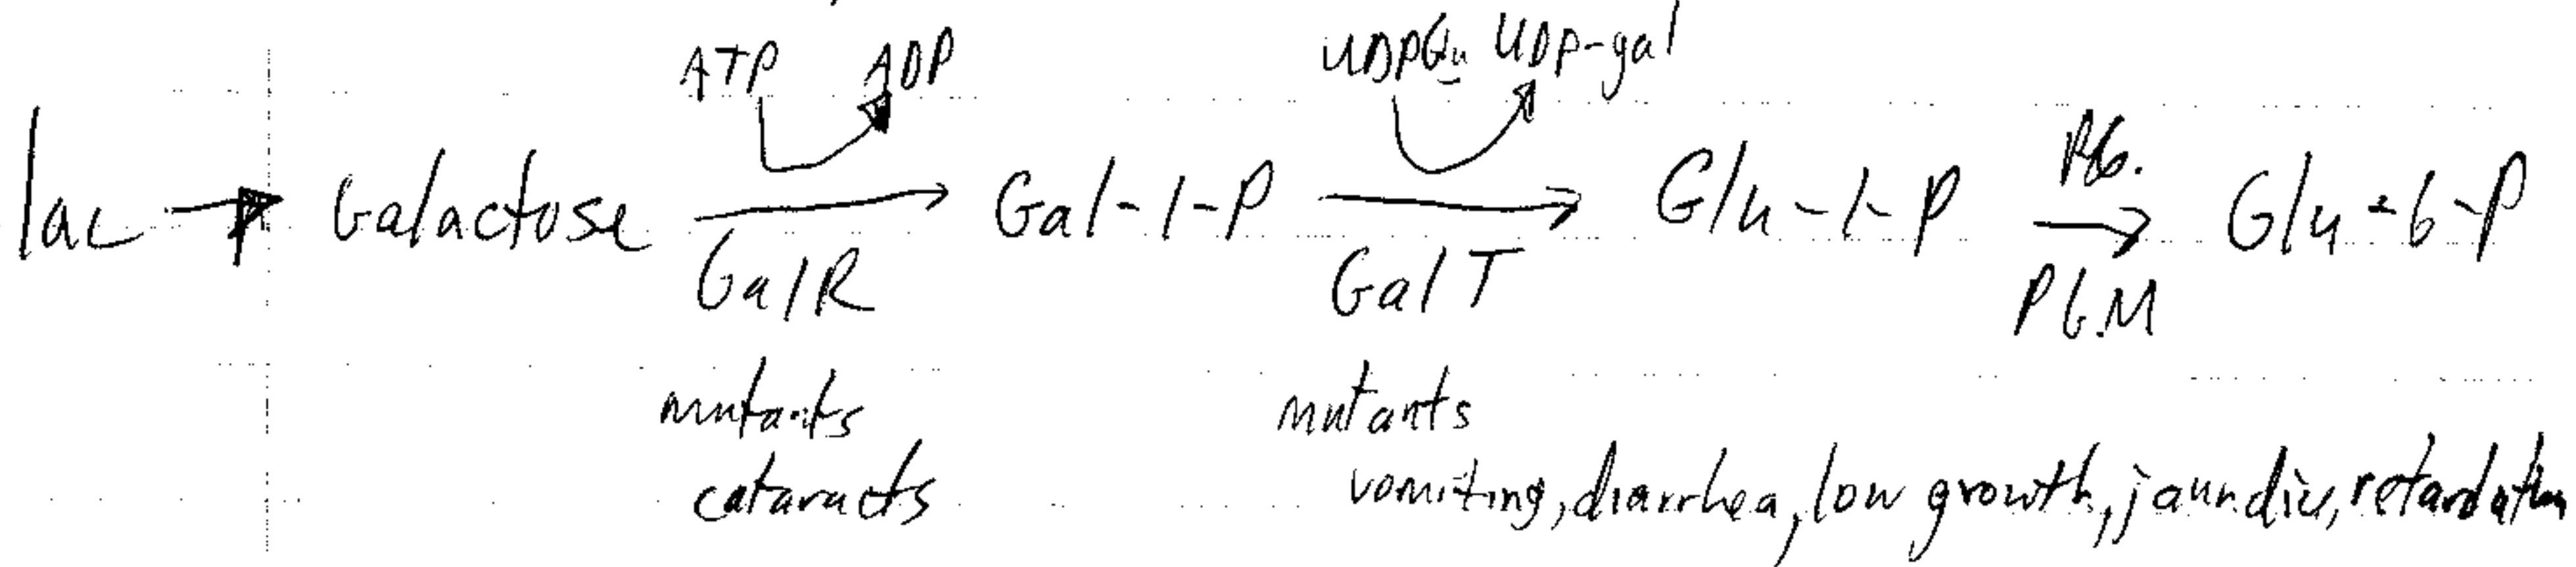 ATP ADP UDPGlu UDP-gal
lac → Galactose → Gal-1-P → Glu-1-P → Glu-6-P
GalR GalT PGM
mutants mutants
cataracts vomiting, diarrhea, low growth, jaundice, retardation